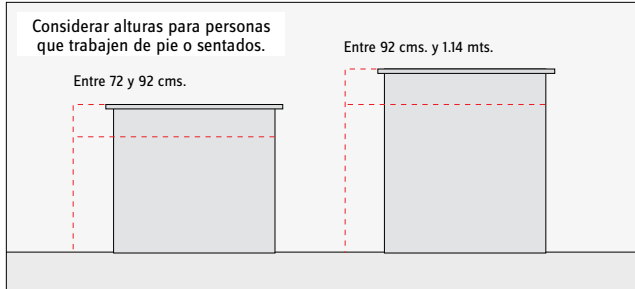 Considerar alturas para personas
que trabajen de pie o sentados.
Entre 72 y 92 cms.
Entre 92 cms. y 1.14 mts.